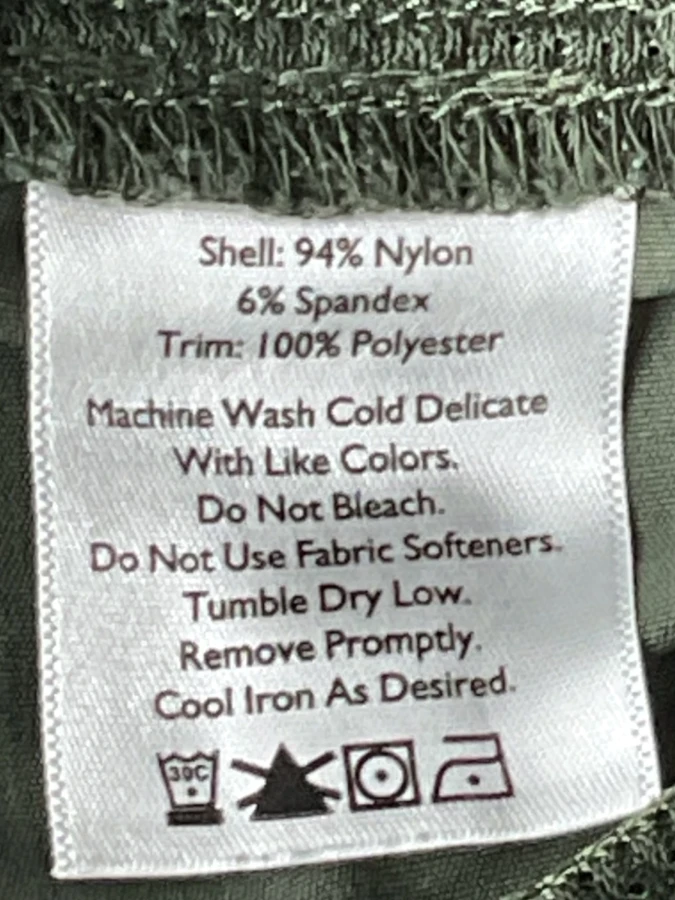 Shell: 94% Nylon
6% Spandex
Trim: 100% Polyester
Machine Wash Cold Delicate
With Like Colors.
Do Not Bleach.
Do Not Use Fabric Softeners.
Tumble Dry Low.
Remove Promptly.
Cool Iron As Desired.
30C